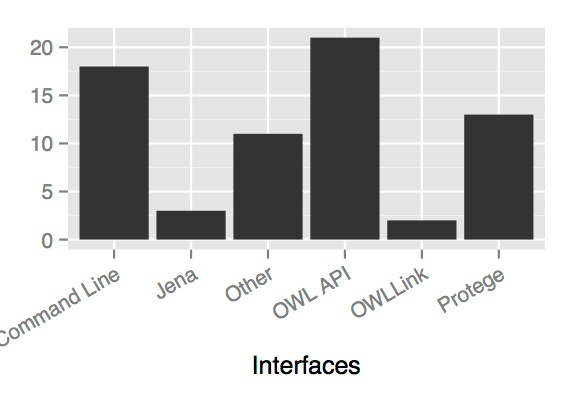 20
15
10
5
0
Command Line
Jena
Other
OWL API
OWLLink
Protege
Interfaces